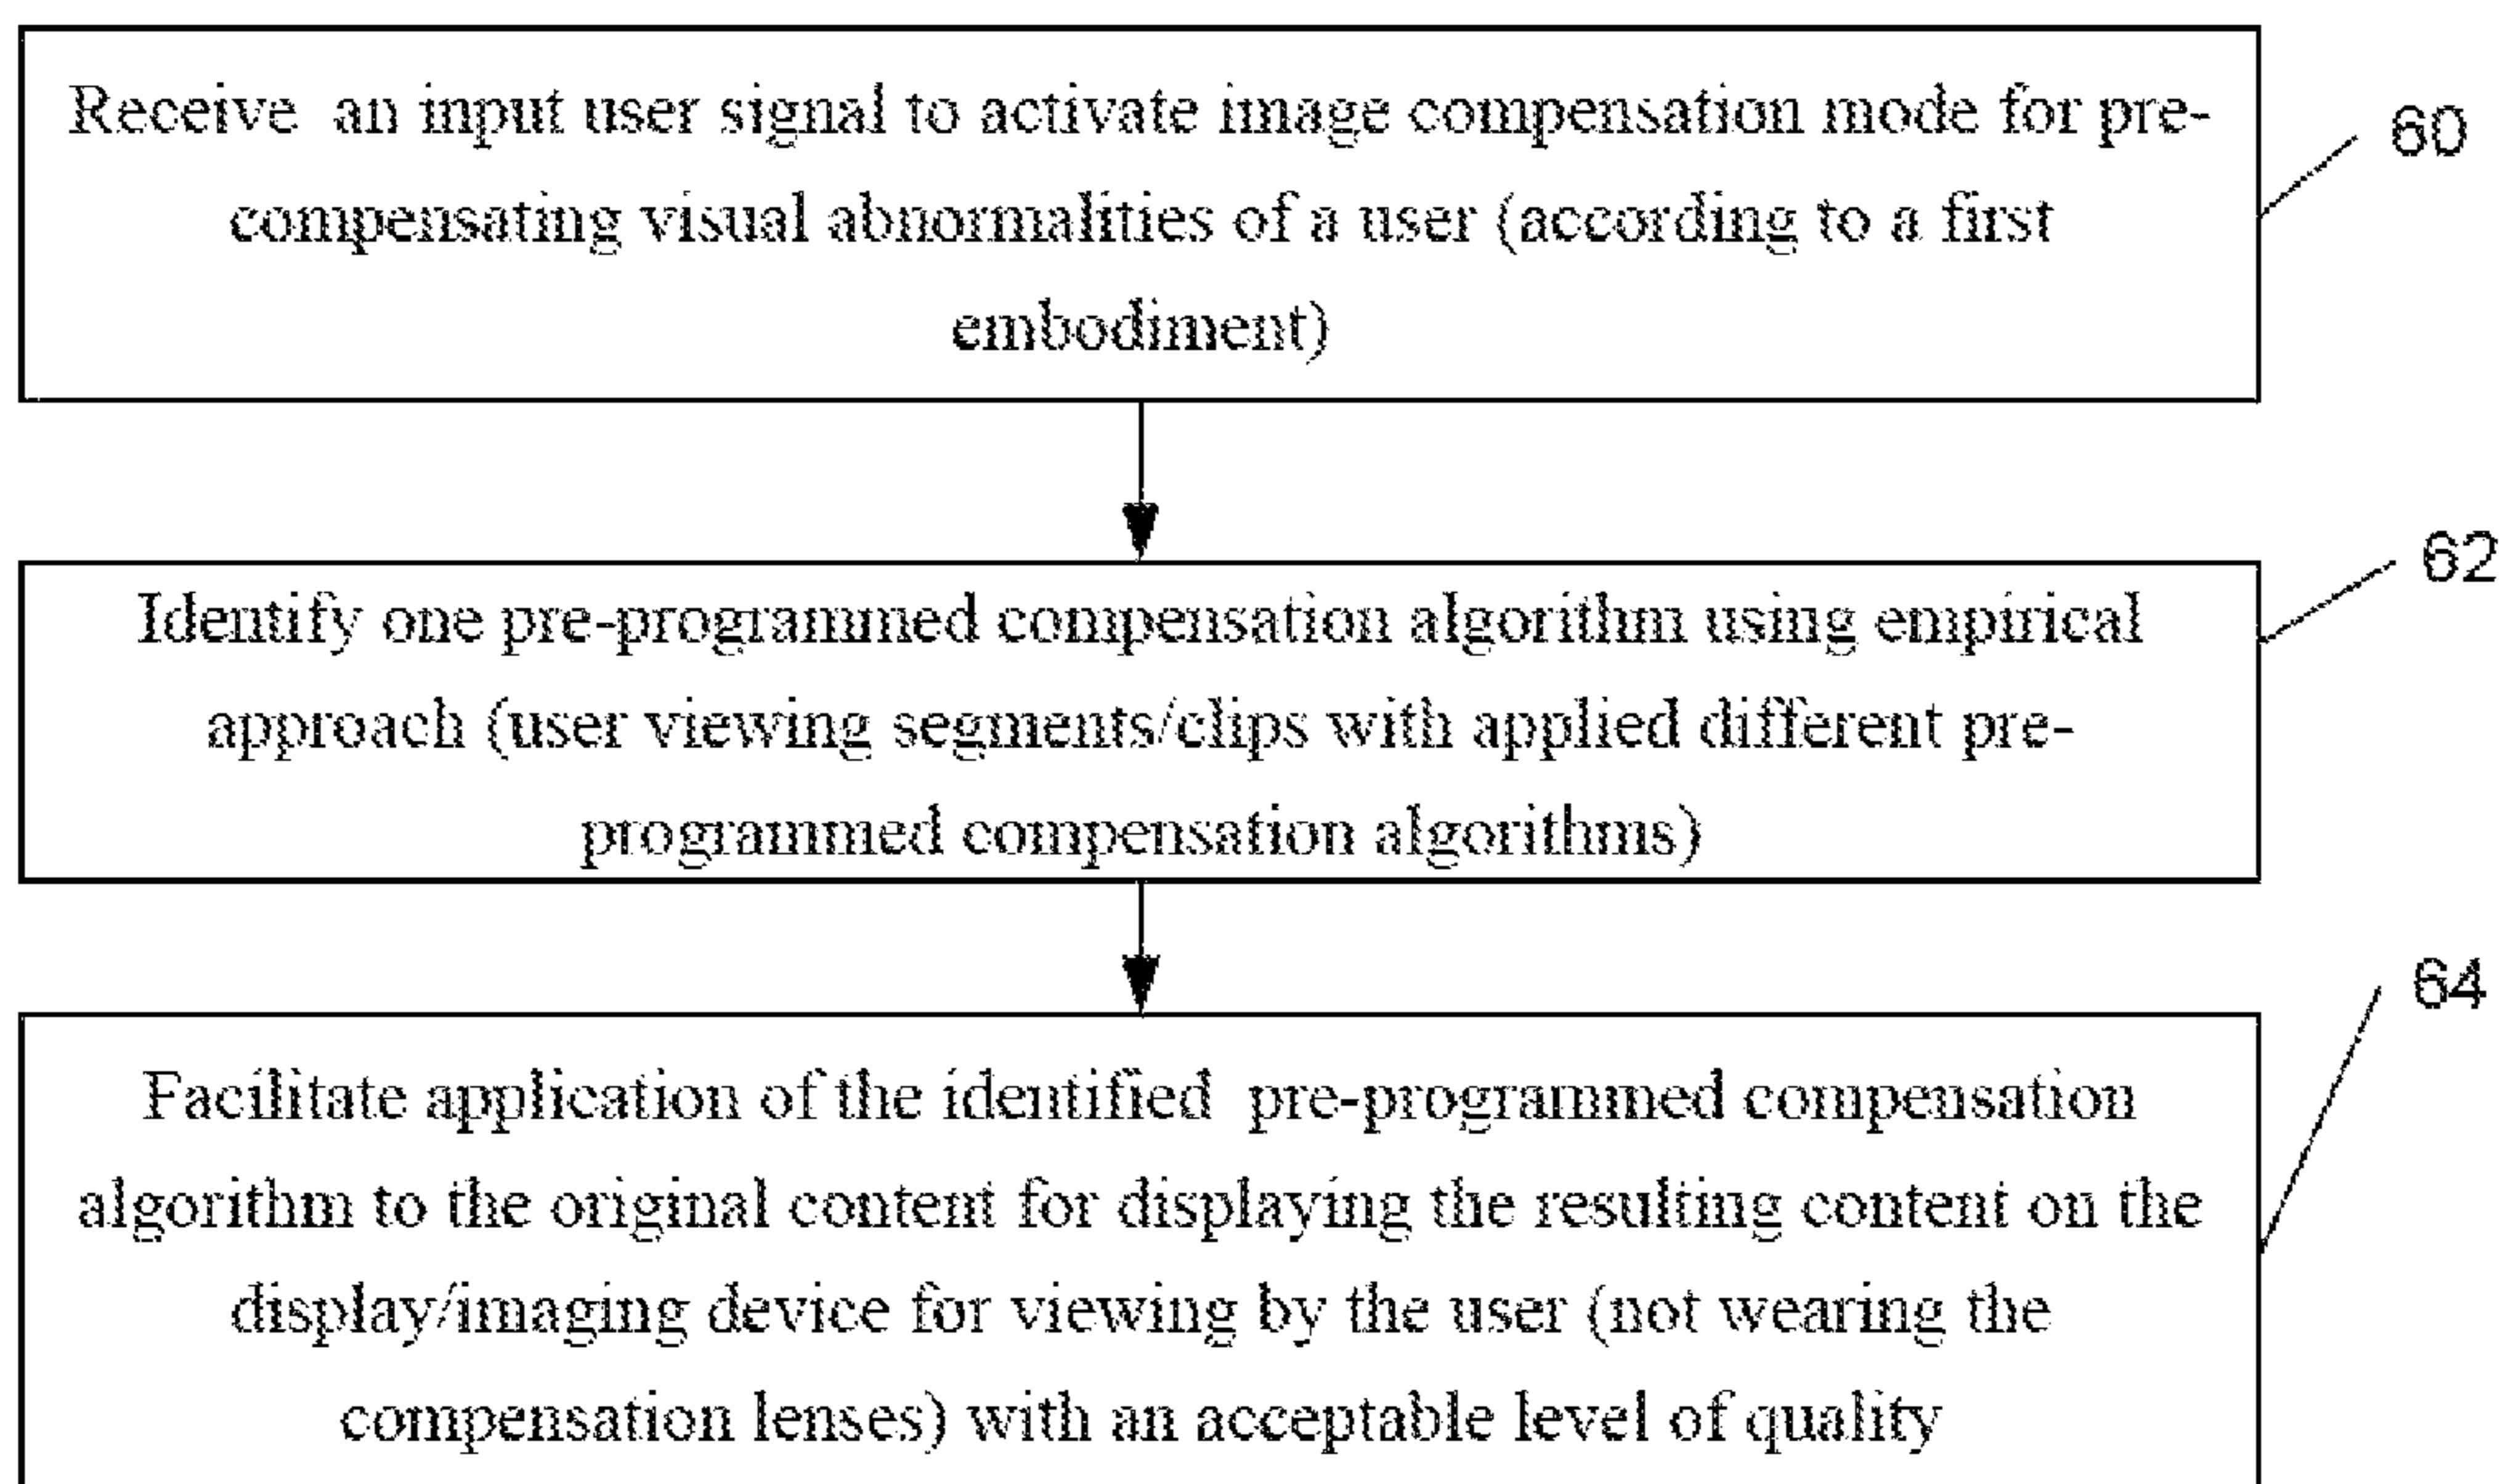 Receive an input user signal to activate image compensation mode for pre-
compensating visual abnormalities of a user (according to a first
embodiment)
60
Identify one pre-programmed compensation algorithm using empirical
approach (user viewing segments/clips with applied different pre-
programmed compensation algorithms)
62
Facilitate application of the identified pre-programmed compensation
algorithm to the original content for displaying the resulting content on the
display/imaging device for viewing by the user (not wearing the
compensation lenses) with an acceptable level of quality
64